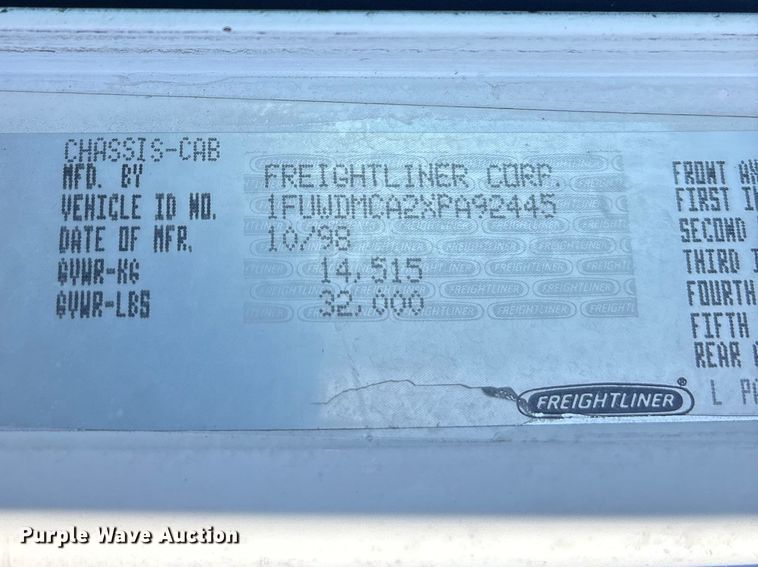 CHASSIS-CAB
MFD. BY FREIGHTLINER CORP.
VEHICLE ID NO. 1FUWDMCA2XPA92445
DATE OF MFR. 10/98
GVWR-KG 14,515
GVWR-LBS 32,000
FRONT
FIRST
SECOND
THIRD
FOURTH
FIFTH
REAR
FREIGHTLINER® L
Purple Wave Auction